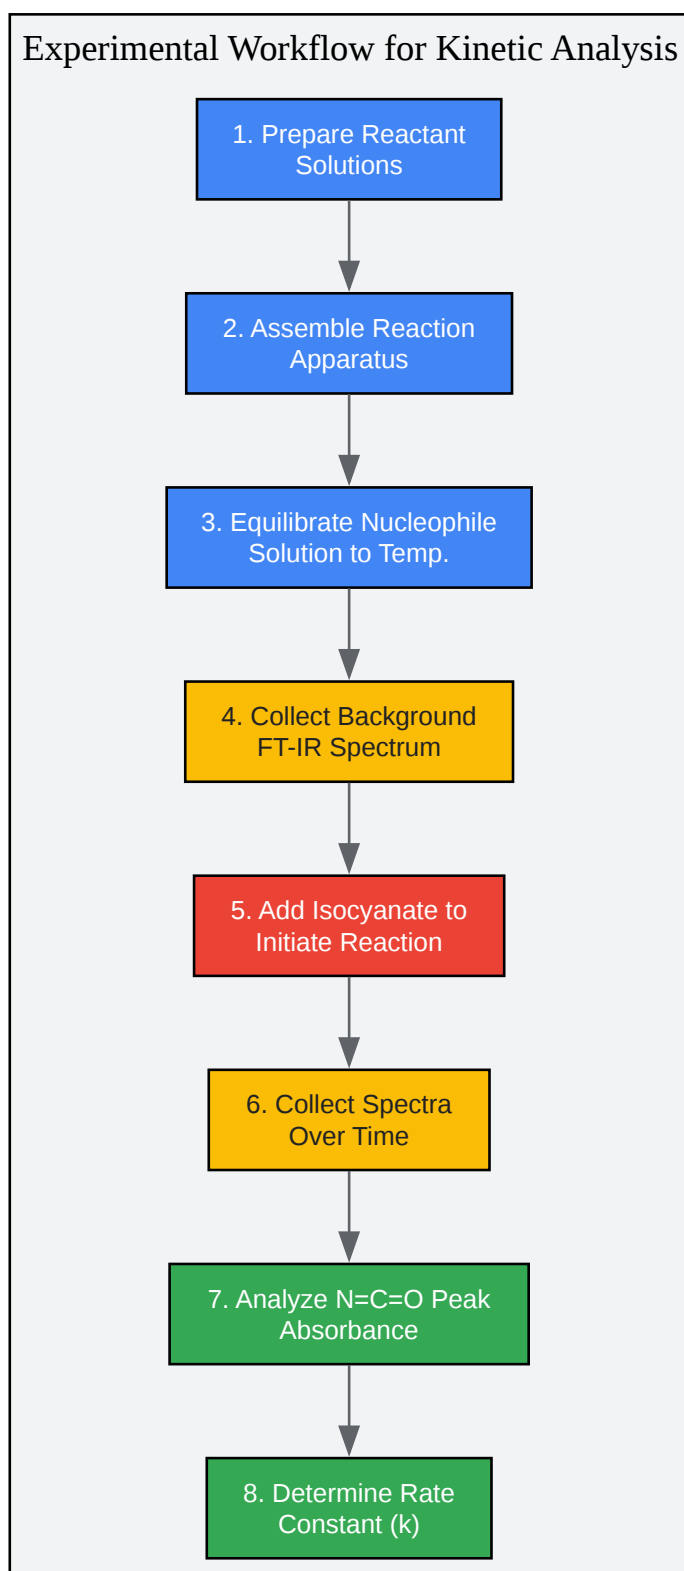 Experimental Workflow for Kinetic Analysis
1. Prepare Reactant
Solutions
2. Assemble Reaction
Apparatus
3. Equilibrate Nucleophile
Solution to Temp.
4. Collect Background
FT-IR Spectrum
5. Add Isocyanate to
Initiate Reaction
6. Collect Spectra
Over Time
7. Analyze N=C=O Peak
Absorbance
8. Determine Rate
Constant (k)